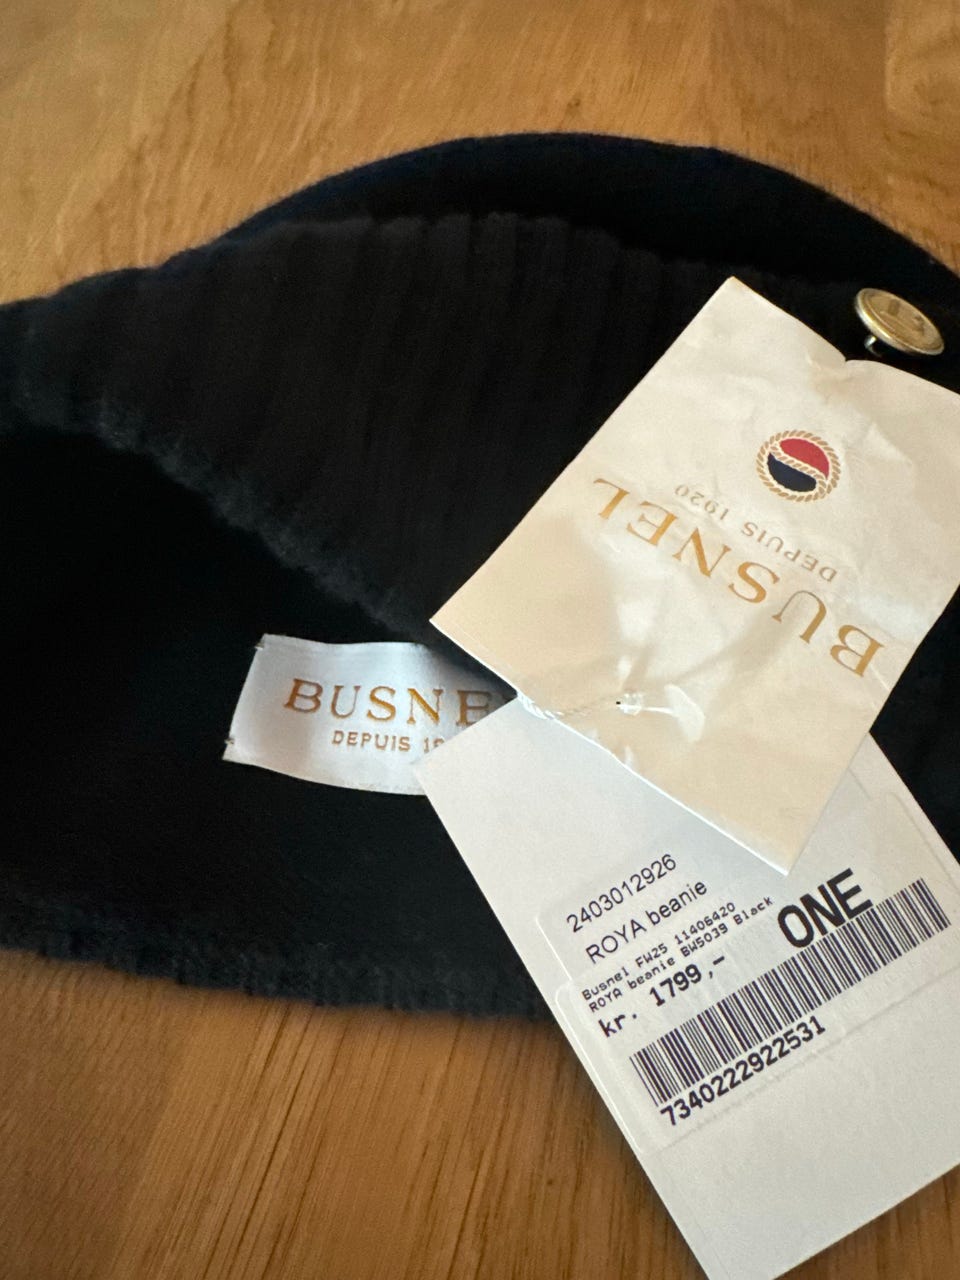 BUSNEL
DEPUIS 1920
BUSNE
DEPUIS 19
2403012926
ROYA beanie
Busnel FW25 11406420
ROYA beanie BW5039 Black
kr. 1799,-
ONE
7340222922531